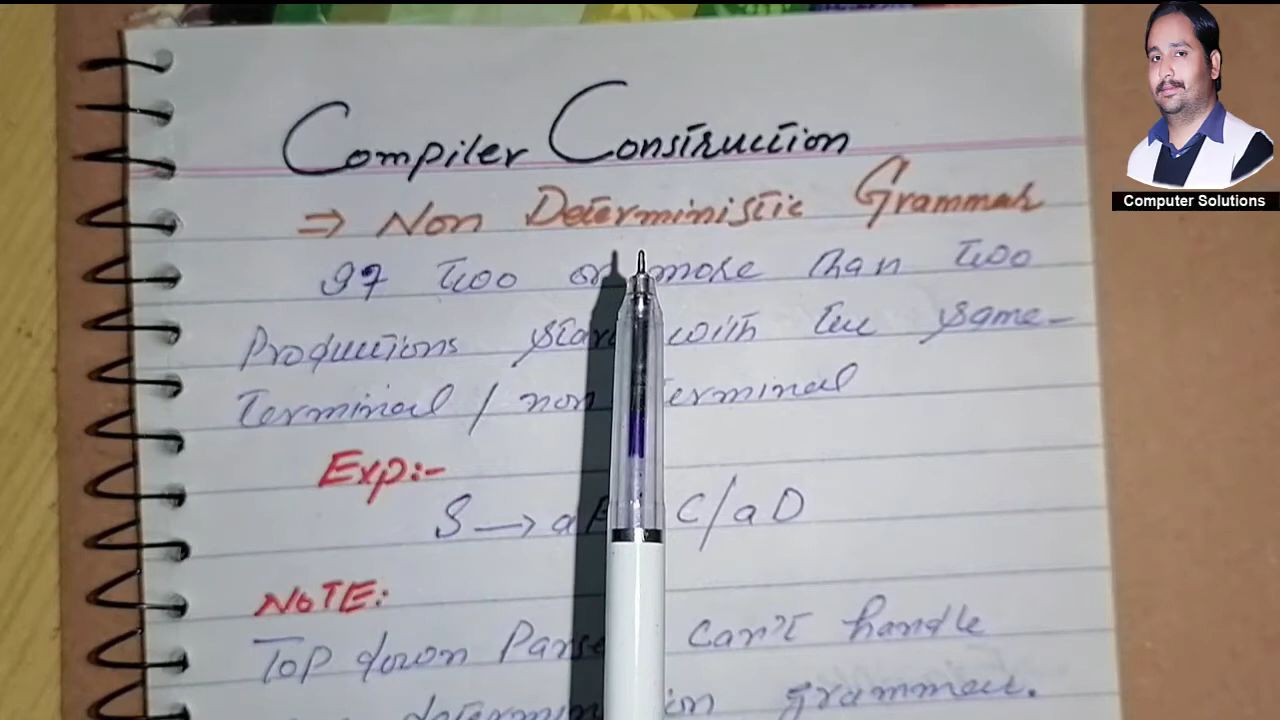 Compiler Construction
⇒ Non Deterministic Grammar
If two or more than two
Productions start with the same
Terminal / non terminal
Exp:-
S → a C/aD
NOTE:
Top down Parse can't handle
grammar.
Computer Solutions